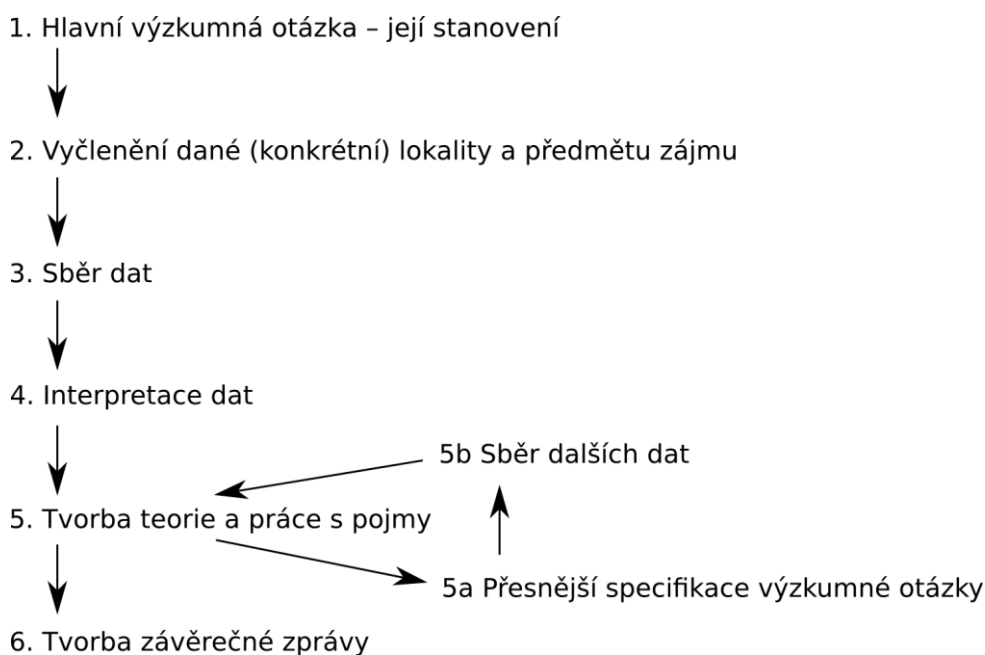 1. Hlavní výzkumná otázka – její stanovení
2. Vyčlenění dané (konkrétní) lokality a předmětu zájmu
3. Sběr dat
4. Interpretace dat
5b Sběr dalších dat
5. Tvorba teorie a práce s pojmy
5a Přesnější specifikace výzkumné otázky
6. Tvorba závěrečné zprávy